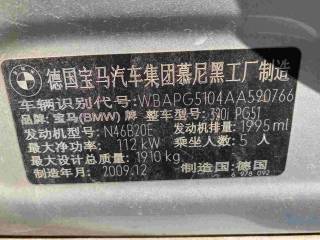 德国宝马汽车集团慕尼黑工厂制造
车辆识别代号:WBAPG5104AA590766
品牌:宝马(BMW)牌 整车型号:320i PG51
发动机型号:N46B20E 发动机排量:1995 ml
最大净功率:112 kW 乘坐人数:5 人
最大总质量:1910 kg
制造年月:2009.12 制造国:德国
6 978 092